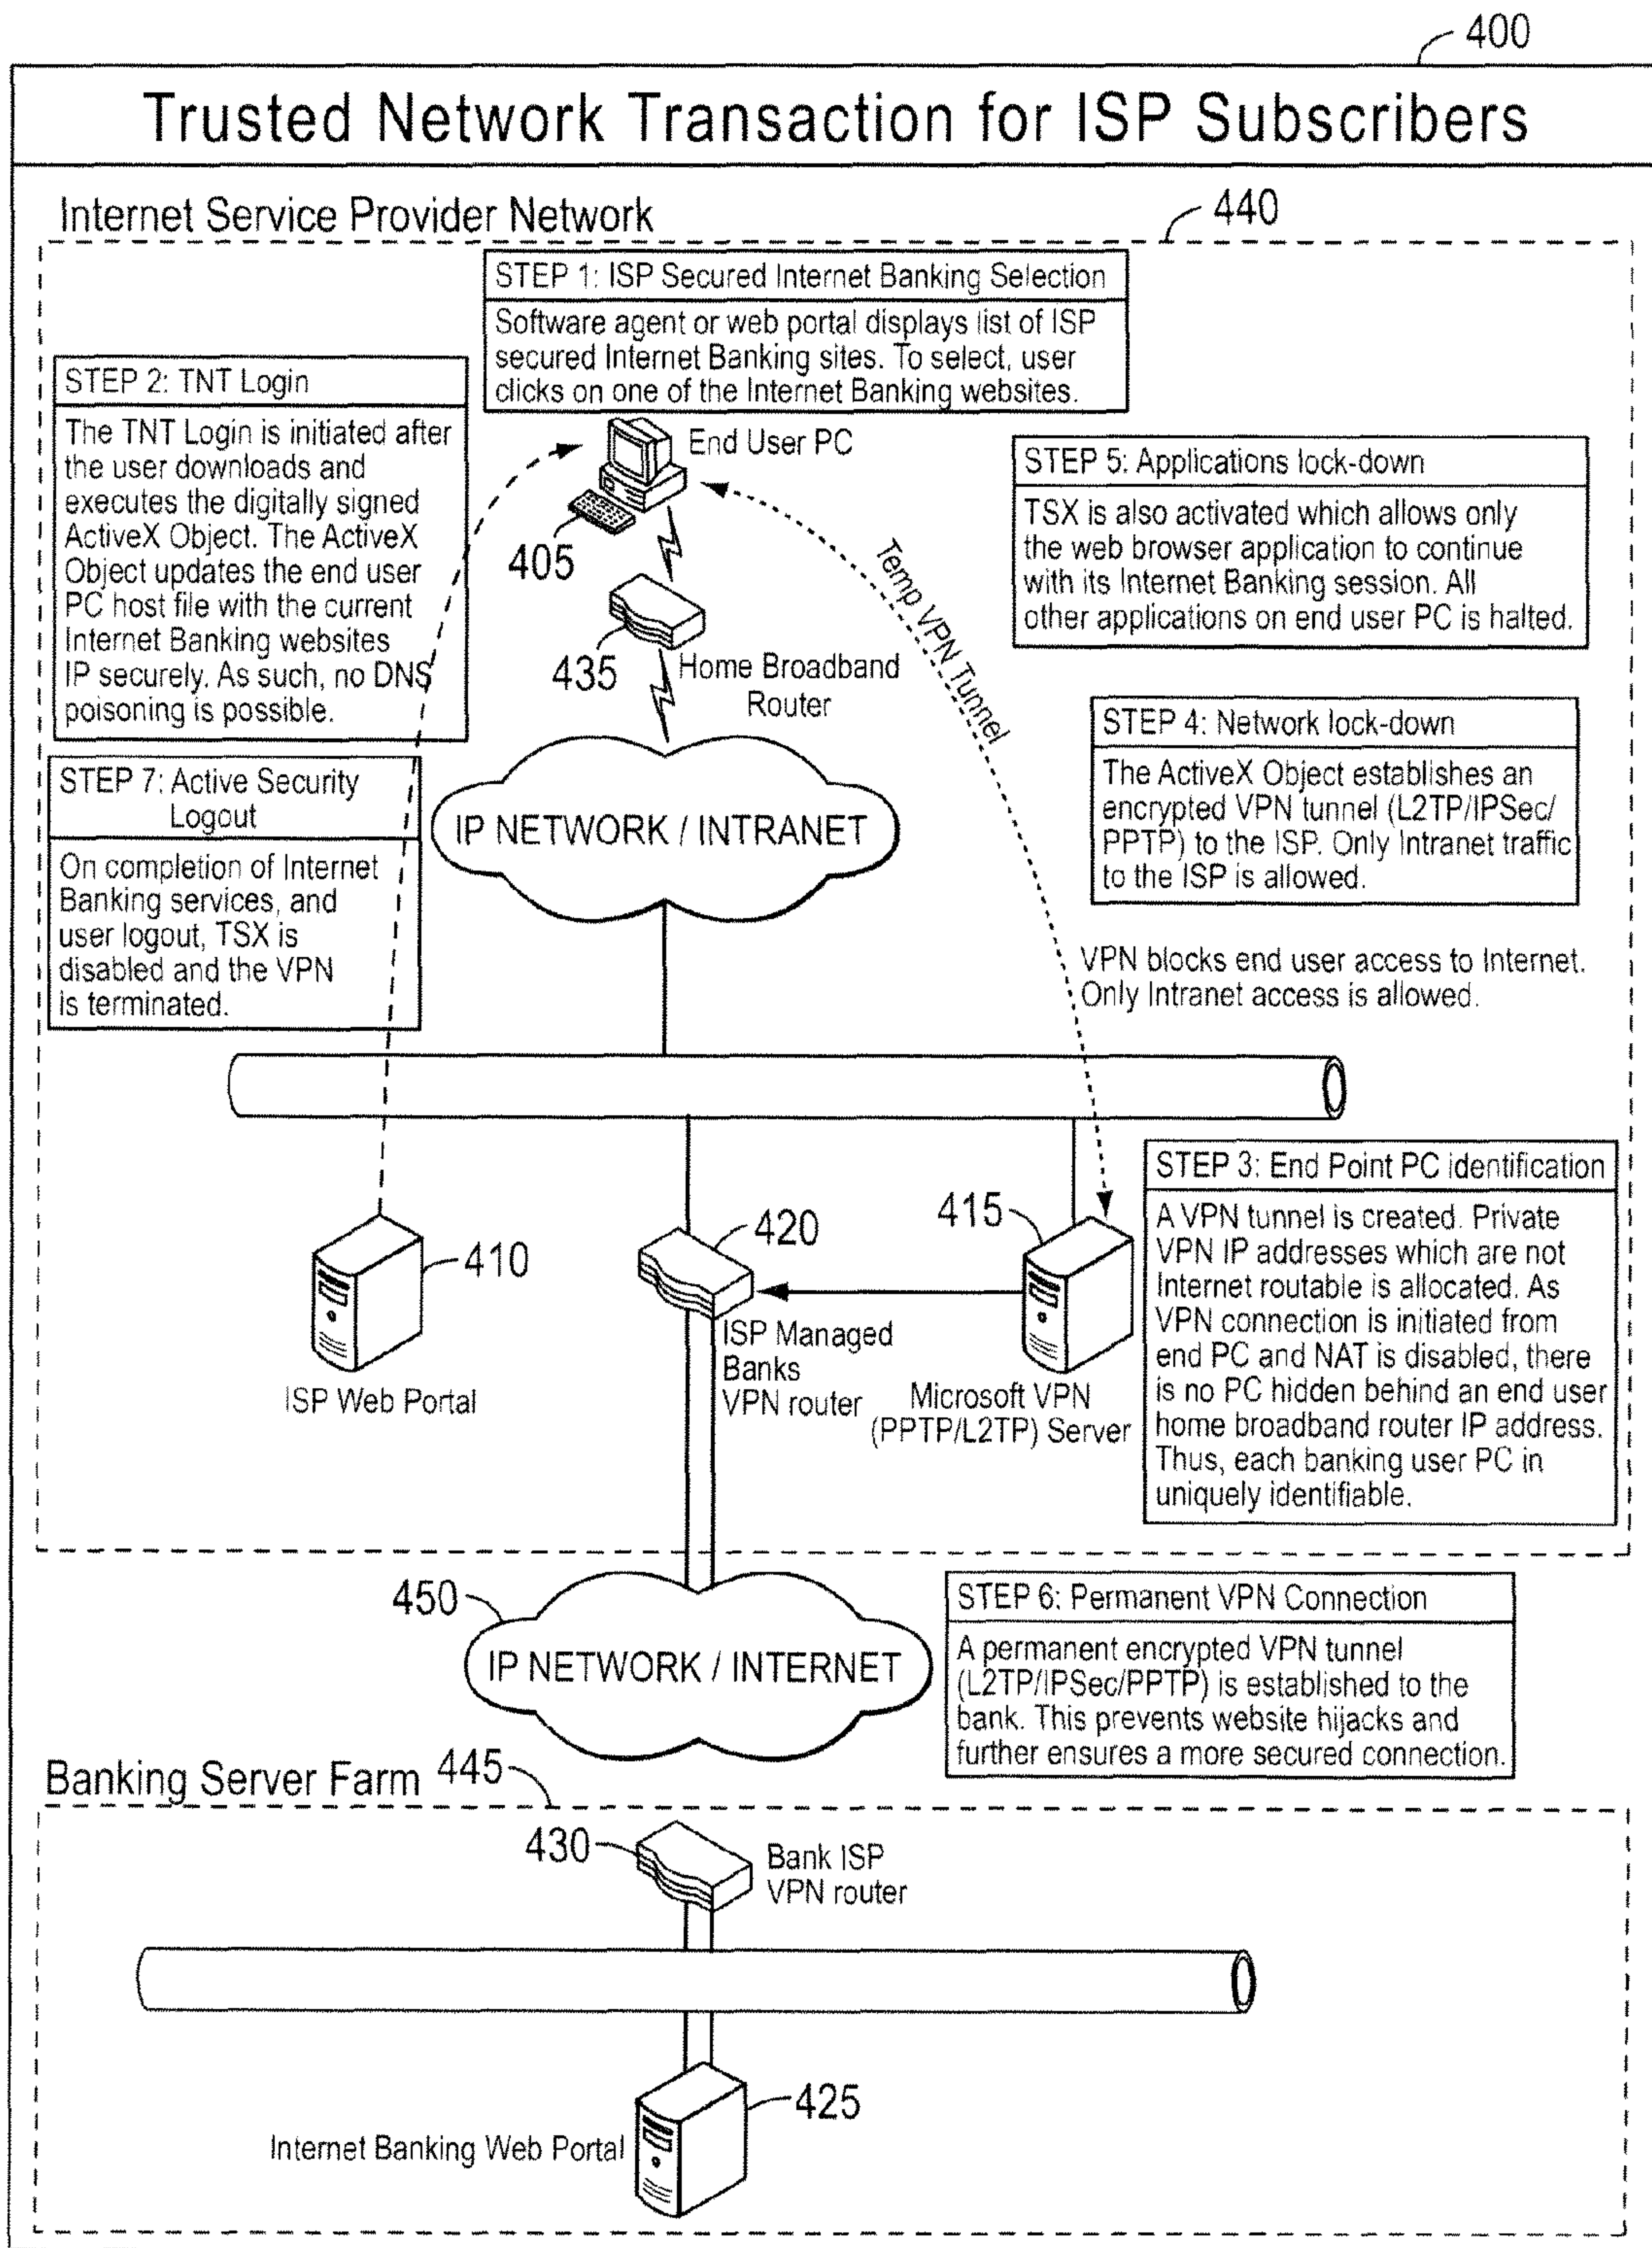 400
Trusted Network Transaction for ISP Subscribers
Internet Service Provider Network
440
STEP 1: ISP Secured Internet Banking Selection
Software agent or web portal displays list of ISP
secured Internet Banking sites. To select, user
clicks on one of the Internet Banking websites.
STEP 2: TNT Login
The TNT Login is initiated after
the user downloads and
executes the digitally signed
ActiveX Object. The ActiveX
Object updates the end user
PC host file with the current
Internet Banking websites
IP securely. As such, no DNS
poisoning is possible.
End User PC
405
435
Home Broadband
Router
Temp VPN Tunnel
STEP 5: Applications lock-down
TSX is also activated which allows only
the web browser application to continue
with its Internet Banking session. All
other applications on end user PC is halted.
STEP 4: Network lock-down
The ActiveX Object establishes an
encrypted VPN tunnel (L2TP/IPSec/
PPTP) to the ISP. Only Intranet traffic
to the ISP is allowed.
STEP 7: Active Security
Logout
On completion of Internet
Banking services, and
user logout, TSX is
disabled and the VPN
is terminated.
IP NETWORK / INTRANET
VPN blocks end user access to Internet.
Only Intranet access is allowed.
410
ISP Web Portal
420
ISP Managed
Banks
VPN router
415
Microsoft VPN
(PPTP/L2TP) Server
STEP 3: End Point PC identification
A VPN tunnel is created. Private
VPN IP addresses which are not
Internet routable is allocated. As
VPN connection is initiated from
end PC and NAT is disabled, there
is no PC hidden behind an end user
home broadband router IP address.
Thus, each banking user PC in
uniquely identifiable.
450
IP NETWORK / INTERNET
STEP 6: Permanent VPN Connection
A permanent encrypted VPN tunnel
(L2TP/IPSec/PPTP) is established to the
bank. This prevents website hijacks and
further ensures a more secured connection.
Banking Server Farm
445
430
Bank ISP
VPN router
425
Internet Banking Web Portal